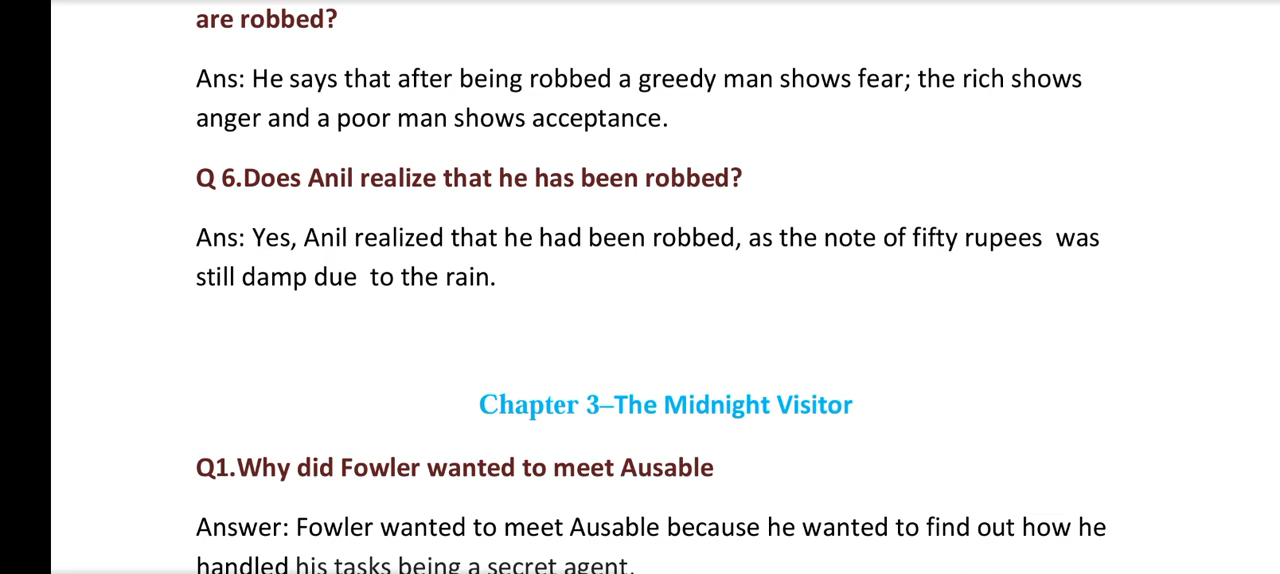 are robbed?
Ans: He says that after being robbed a greedy man shows fear; the rich shows
anger and a poor man shows acceptance.
Q 6.Does Anil realize that he has been robbed?
Ans: Yes, Anil realized that he had been robbed, as the note of fifty rupees  was
still damp due  to the rain.
Chapter 3–The Midnight Visitor
Q1.Why did Fowler wanted to meet Ausable
Answer: Fowler wanted to meet Ausable because he wanted to find out how he
handled his tasks being a secret agent.